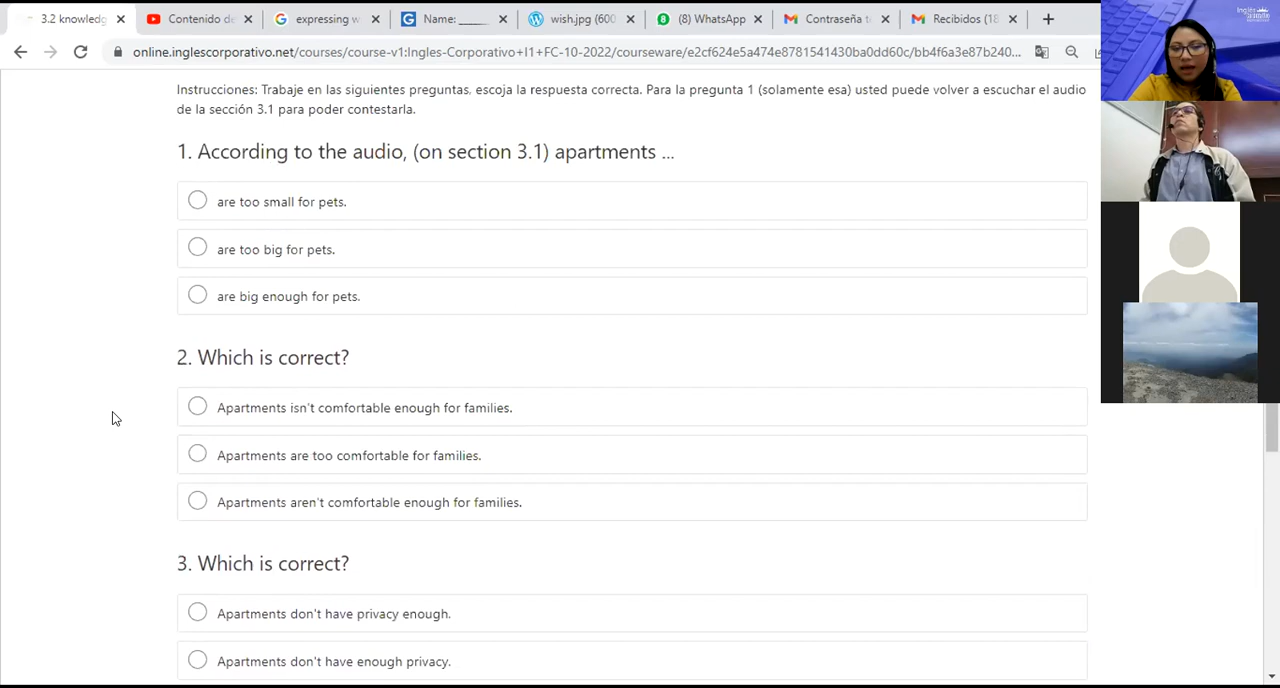 3.2 knowledg
Contenido de
expressing w
Name: ______
wish.jpg (600
(8) WhatsApp
Contraseña t
Recibidos (18
online.inglescorporativo.net/courses/course-v1:Ingles-Corporativo+I1+FC-10-2022/courseware/e2cf624e5a474e8781541430ba0dd60c/bb4f6a3e87b240...
Instrucciones: Trabaje en las siguientes preguntas, escoja la respuesta correcta. Para la pregunta 1 (solamente esa) usted puede volver a escuchar el audio
de la sección 3.1 para poder contestarla.
1. According to the audio, (on section 3.1) apartments ...
are too small for pets.
are too big for pets.
are big enough for pets.
2. Which is correct?
Apartments isn't comfortable enough for families.
Apartments are too comfortable for families.
Apartments aren't comfortable enough for families.
3. Which is correct?
Apartments don't have privacy enough.
Apartments don't have enough privacy.